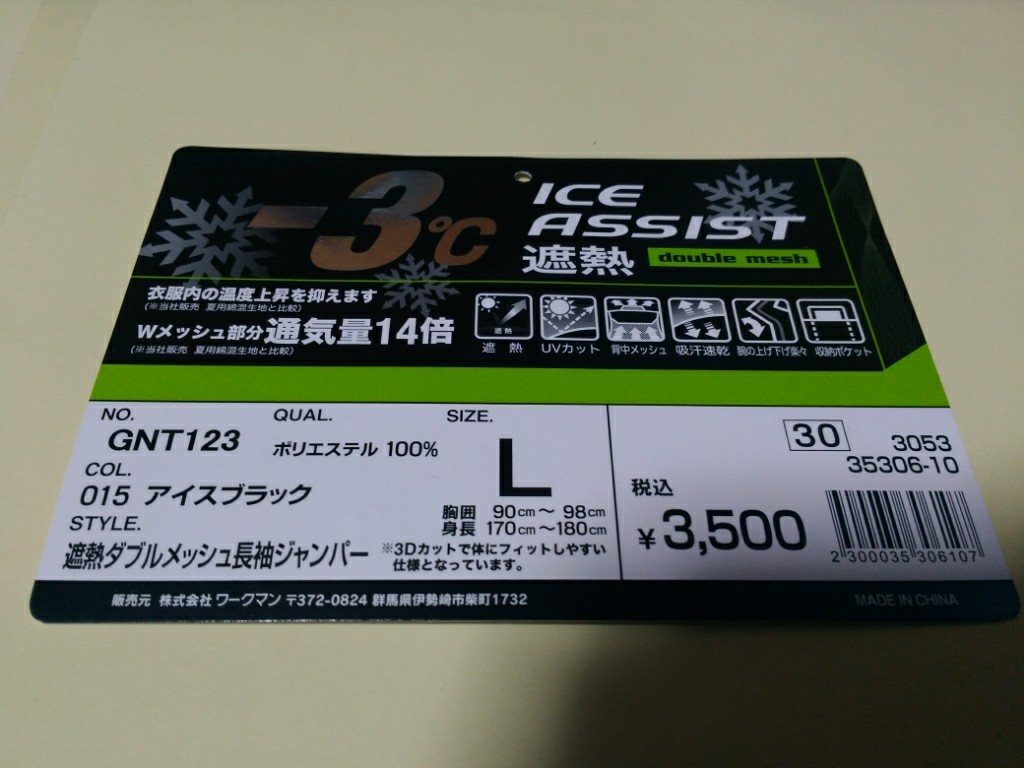 -3℃
ICE
ASSIST
遮熱 double mesh
衣服内の温度上昇を抑えます
(※当社販売 夏用綿混生地と比較)
Wメッシュ部分通気量14倍
(※当社販売 夏用綿混生地と比較)
遮熱
遮熱 UVカット 背中メッシュ 吸汗速乾 腕の上げ下げ楽々 収納ポケット
NO. QUAL. SIZE.
GNT123 ポリエステル 100% L
COL.
015 アイスブラック
胸囲 90cm～ 98cm
身長 170cm～180cm
STYLE.
遮熱ダブルメッシュ長袖ジャンパー
※3Dカットで体にフィットしやすい
仕様となっています。
30 3053
35306-10
税込
¥3,500
2300035306107
販売元 株式会社 ワークマン 〒372-0824 群馬県伊勢崎市柴町1732
MADE IN CHINA